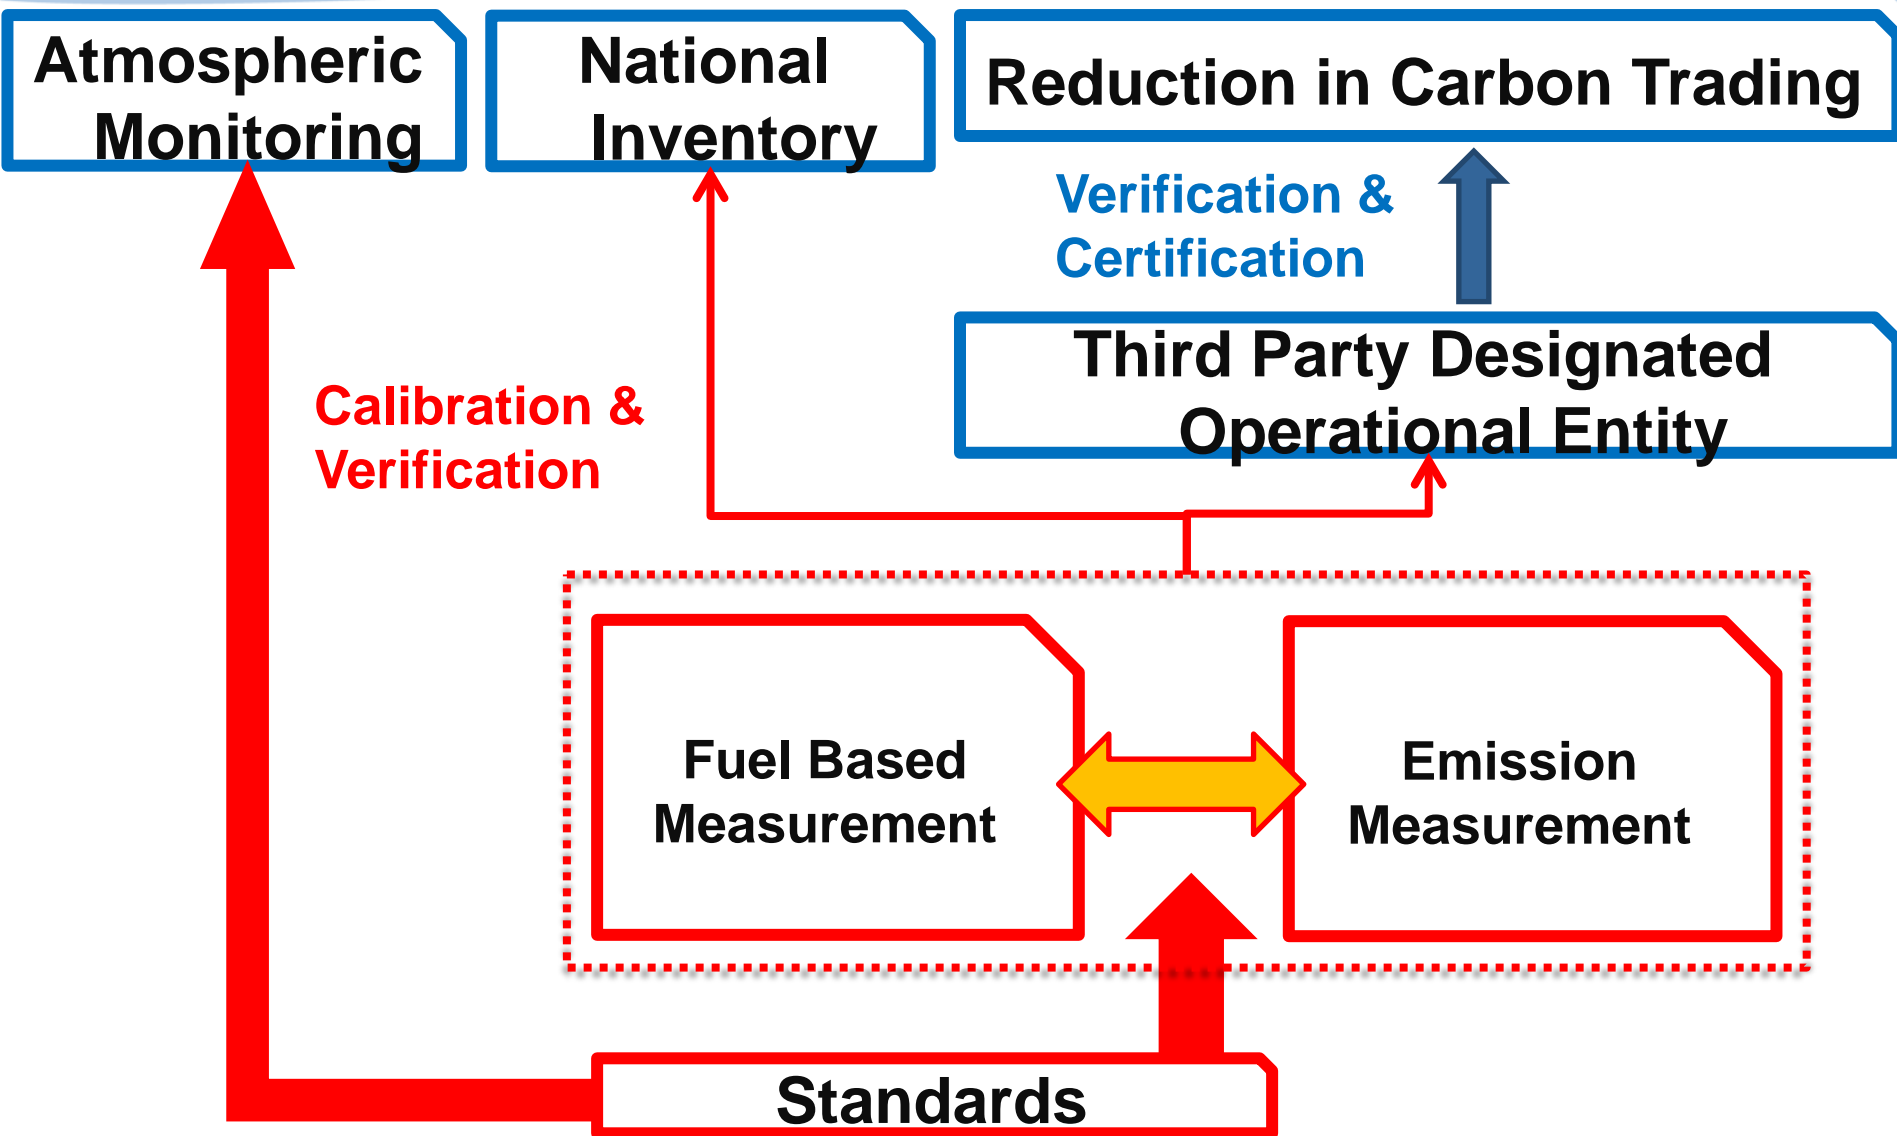 Atmospheric
Monitoring
National
Inventory
Reduction in Carbon Trading
Verification &
Certification
Third Party Designated
Operational Entity
Calibration &
Verification
Fuel Based
Measurement
Emission
Measurement
Standards